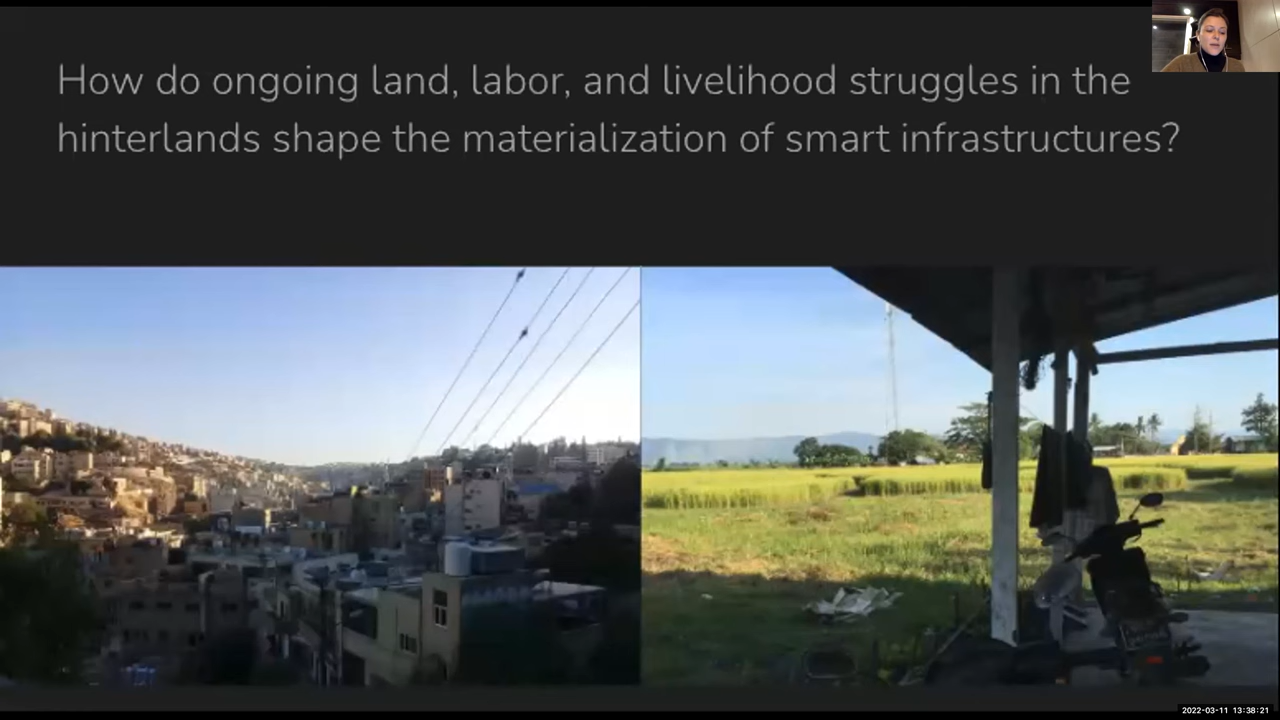 How do ongoing land, labor, and livelihood struggles in the
hinterlands shape the materialization of smart infrastructures?
2022-03-11 13:38:21